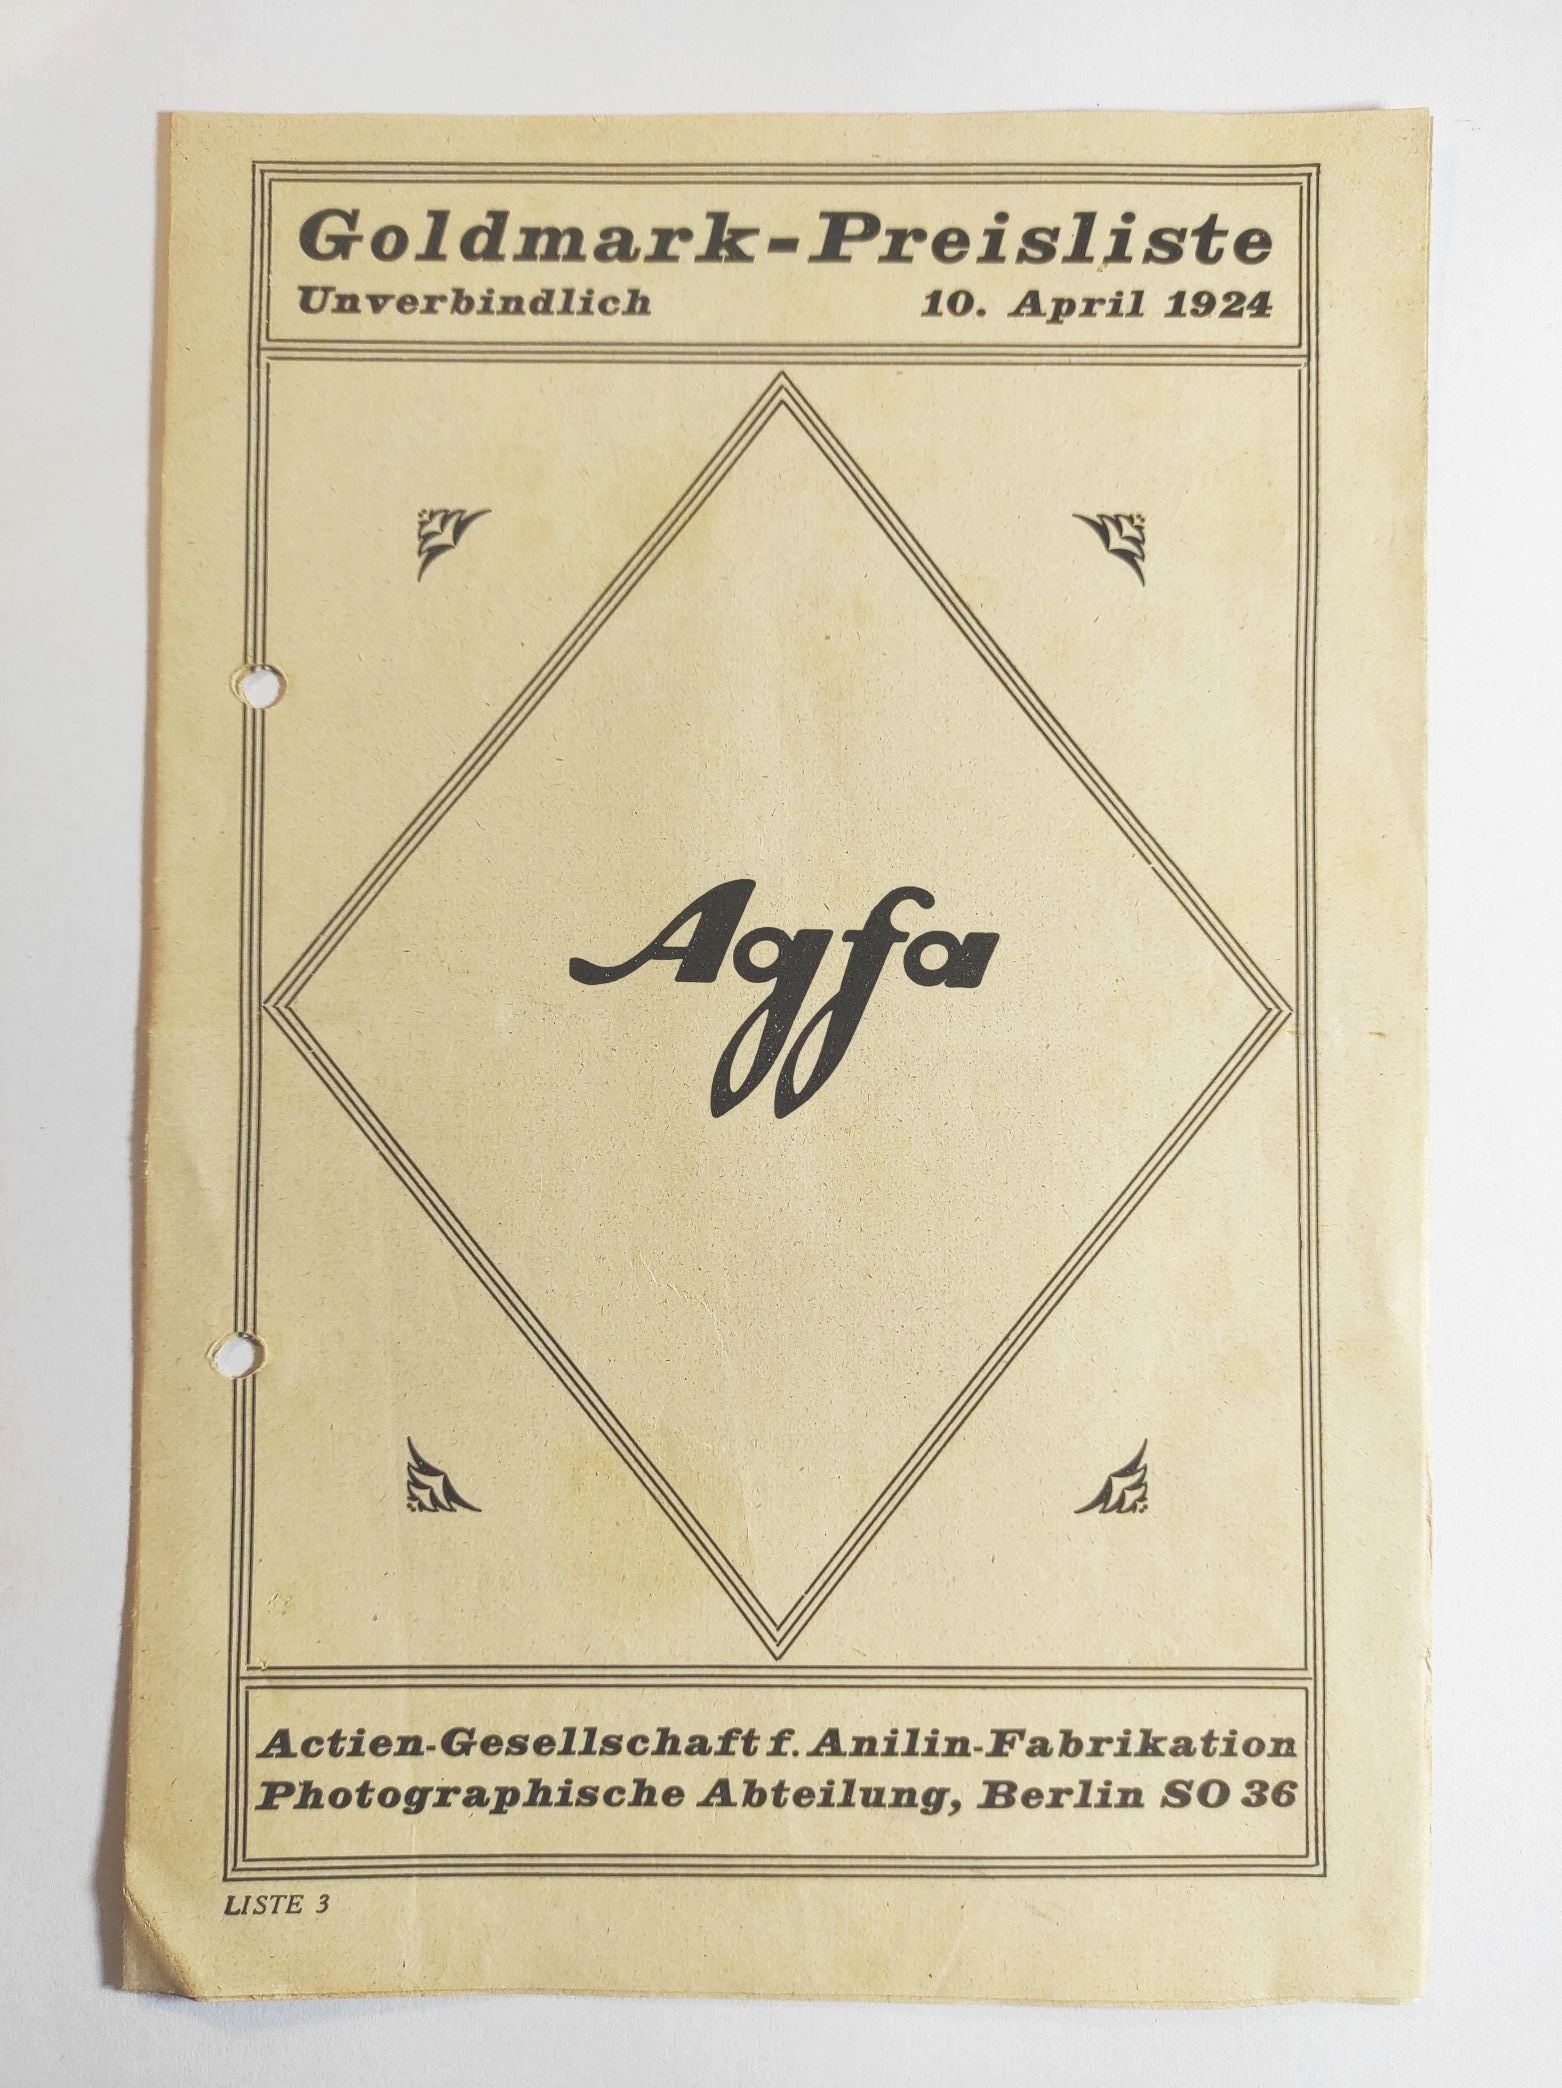 Goldmark-Preisliste
Unverbindlich 10. April 1924
Agfa
Actien-Gesellschaft f. Anilin-Fabrikation
Photographische Abteilung, Berlin SO 36
LISTE 3